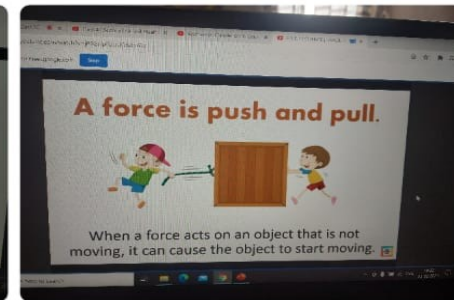 Stop
A force is push and pull.
When a force acts on an object that is not
moving, it can cause the object to start moving.